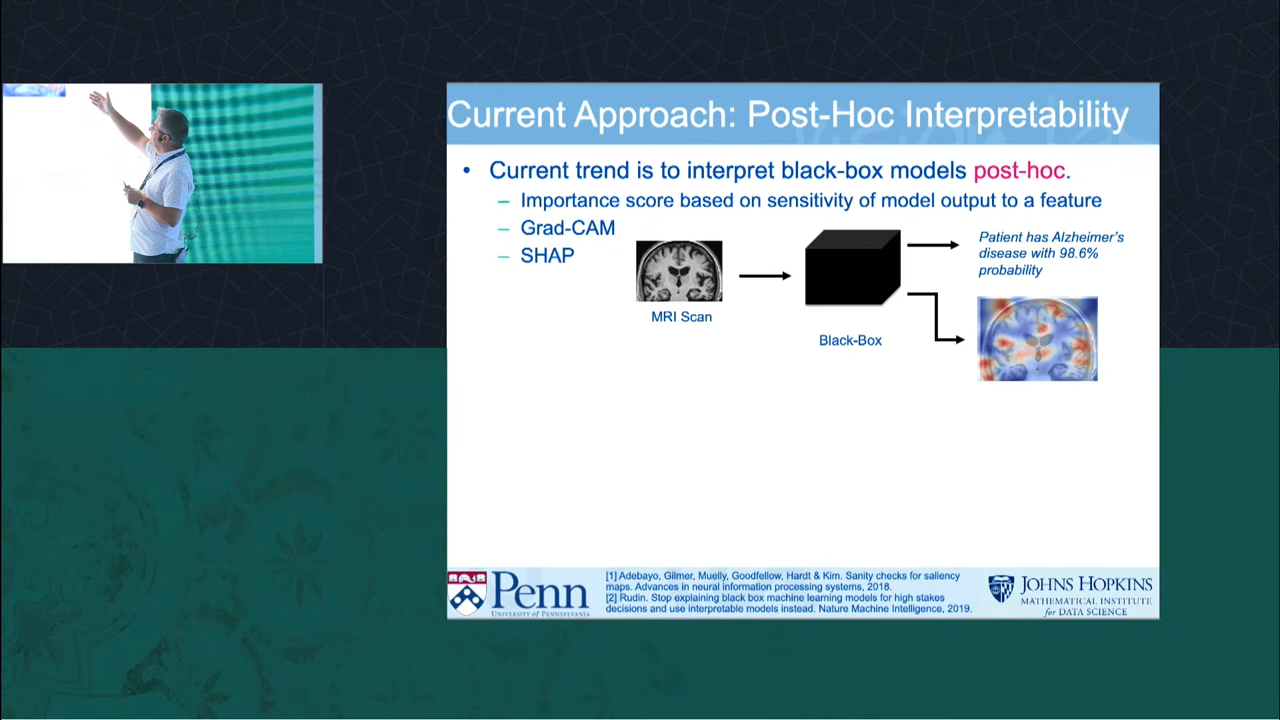 Current Approach: Post-Hoc Interpretability
• Current trend is to interpret black-box models post-hoc.
– Importance score based on sensitivity of model output to a feature
– Grad-CAM
– SHAP
MRI Scan
Black-Box
Patient has Alzheimer's
disease with 98.6%
probability
Penn
UNIVERSITY OF PENNSYLVANIA
[1] Adebayo, Gilmer, Muelly, Goodfellow, Hardt & Kim. Sanity checks for saliency
maps. Advances in neural information processing systems, 2018.
[2] Rudin. Stop explaining black box machine learning models for high stakes
decisions and use interpretable models instead. Nature Machine Intelligence, 2019.
JOHNS HOPKINS
MATHEMATICAL INSTITUTE
for DATA SCIENCE